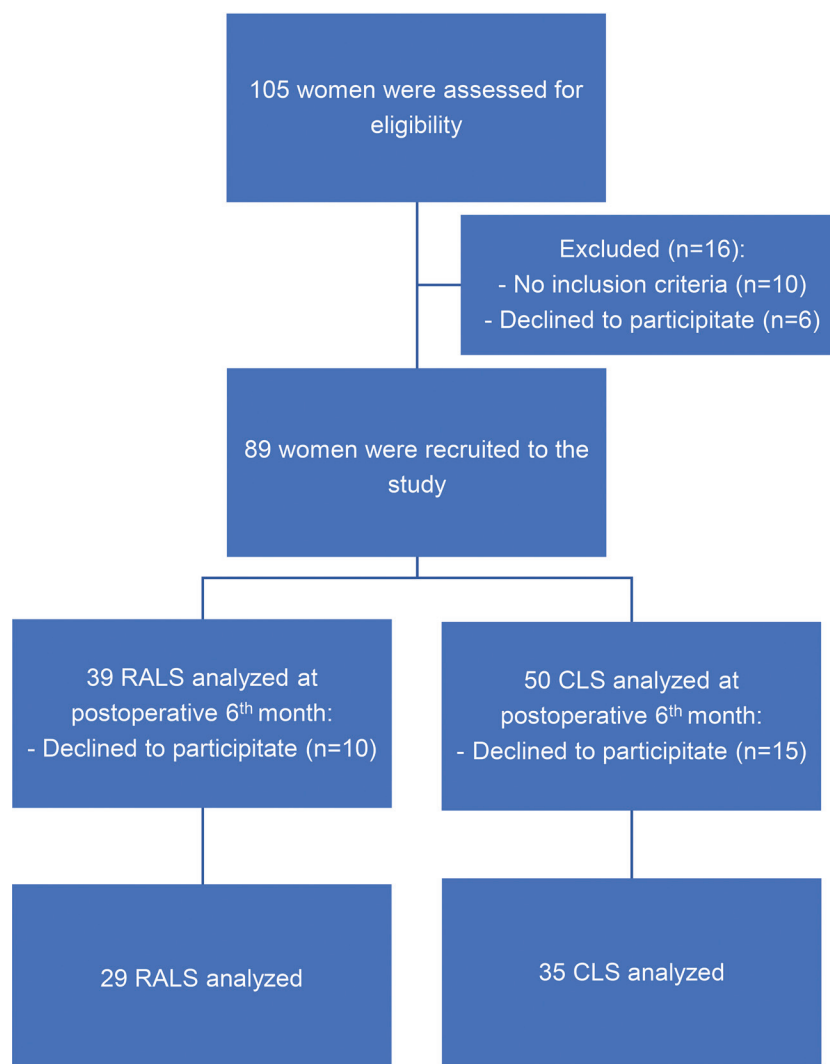 105 women were assessed for
eligibility
Excluded (n=16):
- No inclusion criteria (n=10)
- Declined to participitate (n=6)
89 women were recruited to the
study
39 RALS analyzed at
postoperative 6th month:
- Declined to participitate (n=10)
50 CLS analyzed at
postoperative 6th month:
- Declined to participitate (n=15)
29 RALS analyzed
35 CLS analyzed